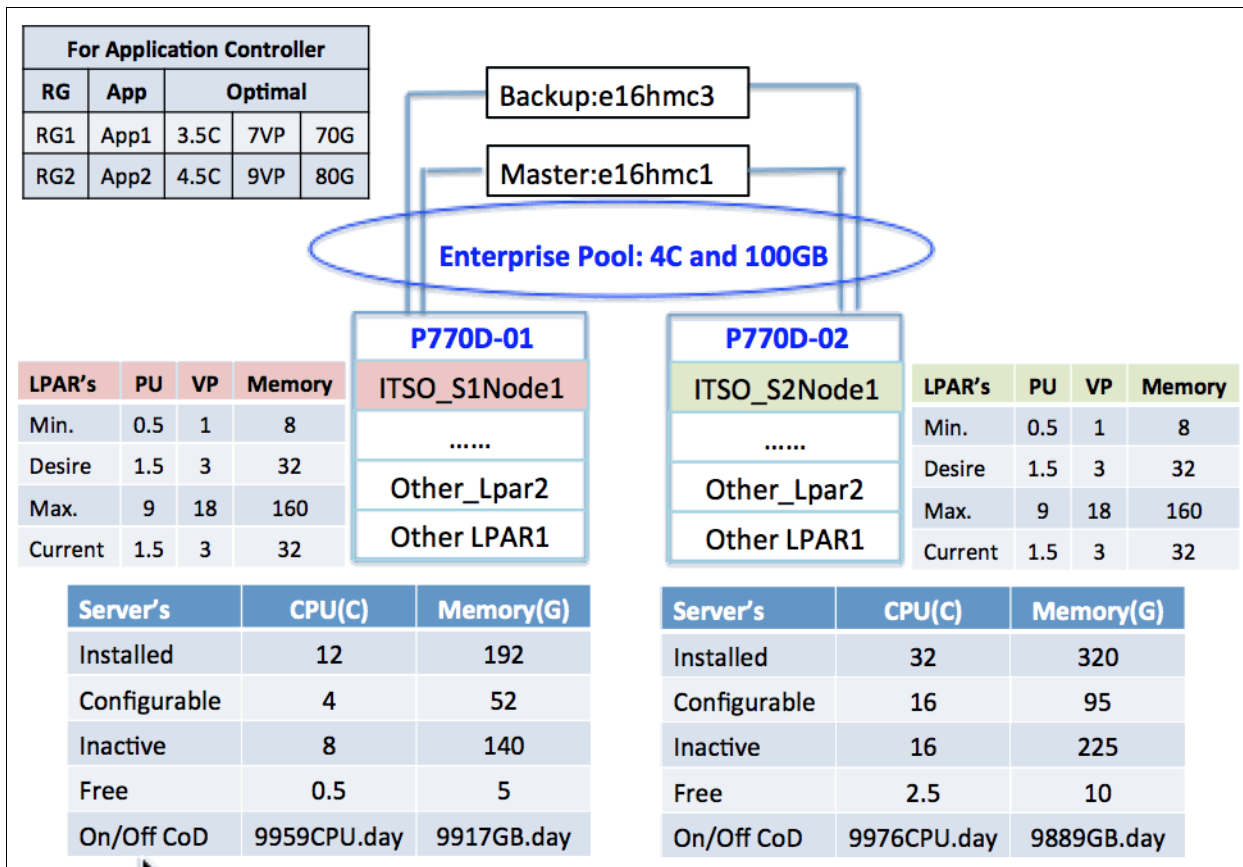 For Application Controller
RG App Optimal
RG1 App1 3.5C 7VP 70G
RG2 App2 4.5C 9VP 80G
Backup:e16hmc3
Master:e16hmc1
Enterprise Pool: 4C and 100GB
P770D-01
ITSO_S1Node1
......
Other_Lpar2
Other LPAR1
P770D-02
ITSO_S2Node1
......
Other_Lpar2
Other LPAR1
LPAR's PU VP Memory
Min. 0.5 1 8
Desire 1.5 3 32
Max. 9 18 160
Current 1.5 3 32
LPAR's PU VP Memory
Min. 0.5 1 8
Desire 1.5 3 32
Max. 9 18 160
Current 1.5 3 32
Server's CPU(C) Memory(G)
Installed 12 192
Configurable 4 52
Inactive 8 140
Free 0.5 5
On/Off CoD 9959CPU.day 9917GB.day
Server's CPU(C) Memory(G)
Installed 32 320
Configurable 16 95
Inactive 16 225
Free 2.5 10
On/Off CoD 9976CPU.day 9889GB.day